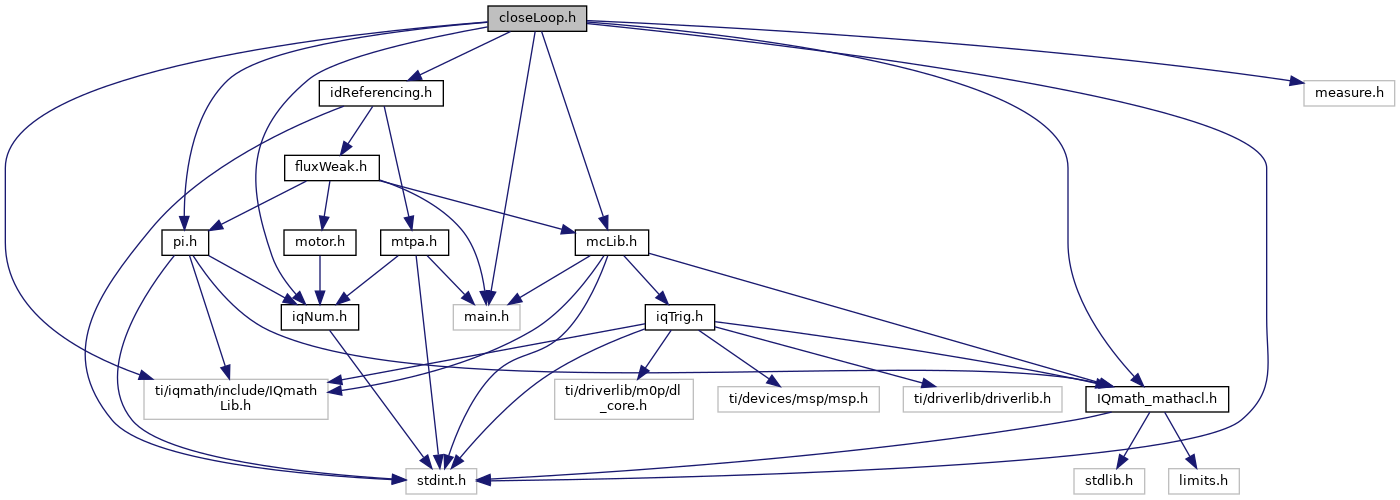 closeLoop.h
idReferencing.h
measure.h
fluxWeak.h
pi.h
motor.h
mtpa.h
mcLib.h
iqNum.h
main.h
iqTrig.h
ti/iqmath/include/IQmath
Lib.h
ti/driverlib/m0p/dl
_core.h
ti/devices/msp/msp.h
ti/driverlib/driverlib.h
IQmath_mathacl.h
stdint.h
stdlib.h
limits.h